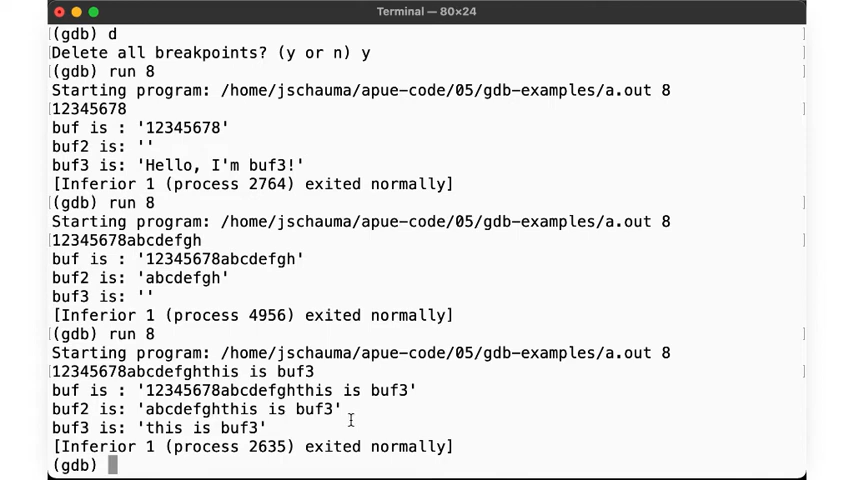 Terminal — 80×24
(gdb) d
Delete all breakpoints? (y or n) y
(gdb) run 8
Starting program: /home/jschauma/apue-code/05/gdb-examples/a.out 8
12345678
buf is : '12345678'
buf2 is: ''
buf3 is: 'Hello, I'm buf3!'
[Inferior 1 (process 2764) exited normally]
(gdb) run 8
Starting program: /home/jschauma/apue-code/05/gdb-examples/a.out 8
12345678abcdefgh
buf is : '12345678abcdefgh'
buf2 is: 'abcdefgh'
buf3 is: ''
[Inferior 1 (process 4956) exited normally]
(gdb) run 8
Starting program: /home/jschauma/apue-code/05/gdb-examples/a.out 8
12345678abcdefghthis is buf3
buf is : '12345678abcdefghthis is buf3'
buf2 is: 'abcdefghthis is buf3'
buf3 is: 'this is buf3'
[Inferior 1 (process 2635) exited normally]
(gdb)